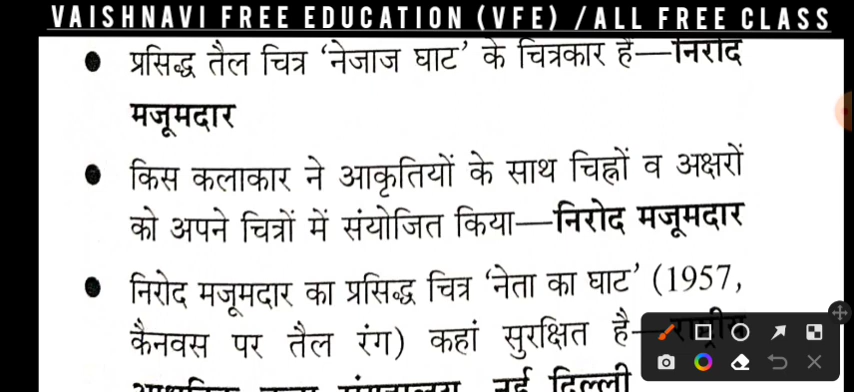 VAISHNAVI FREE EDUCATION (VFE) /ALL FREE CLASS
● प्रसिद्ध तैल चित्र ‘नेजाज घाट’ के चित्रकार हैं—निरोद
मजूमदार
● किस कलाकार ने आकृतियों के साथ चिह्नों व अक्षरों
को अपने चित्रों में संयोजित किया—निरोद मजूमदार
● निरोद मजूमदार का प्रसिद्ध चित्र ‘नेता का घाट’ (1957,
कैनवस पर तैल रंग) कहां सुरक्षित है—
नई दिल्ली